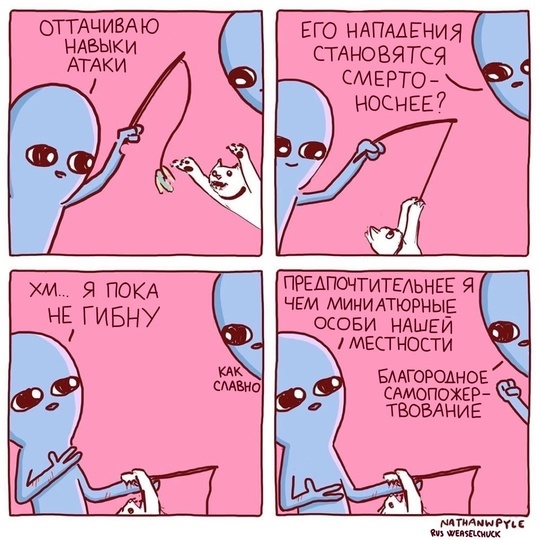 ОТТАЧИВАЮ
НАВЫКИ
АТАКИ
ЕГО НАПАДЕНИЯ
СТАНОВЯТСЯ
СМЕРТО-
НОСНЕЕ?
ХМ... Я ПОКА
НЕ ГИБНУ
КАК
СЛАВНО
ПРЕДПОЧТИТЕЛЬНЕЕ Я
ЧЕМ МИНИАТЮРНЫЕ
ОСОБИ НАШЕЙ
МЕСТНОСТИ
БЛАГОРОДНОЕ
САМОПОЖЕР-
ТВОВАНИЕ
NATHANWPYLE
RUS WEASELCHUCK